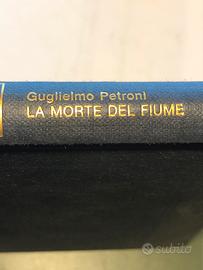 Guglielmo Petroni
LA MORTE DEL FIUME
subito